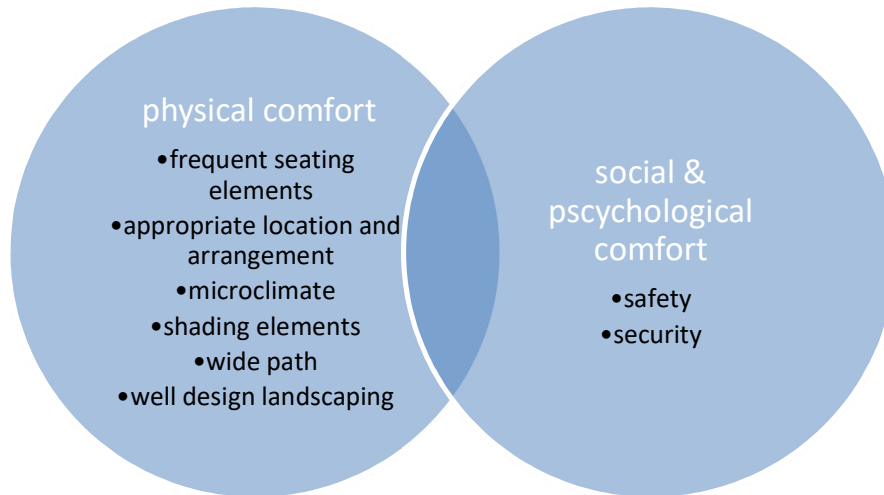 physical comfort
•frequent seating
elements
•appropriate location and
arrangement
•microclimate
•shading elements
•wide path
•well design landscaping
social &
pscychological
comfort
•safety
•security